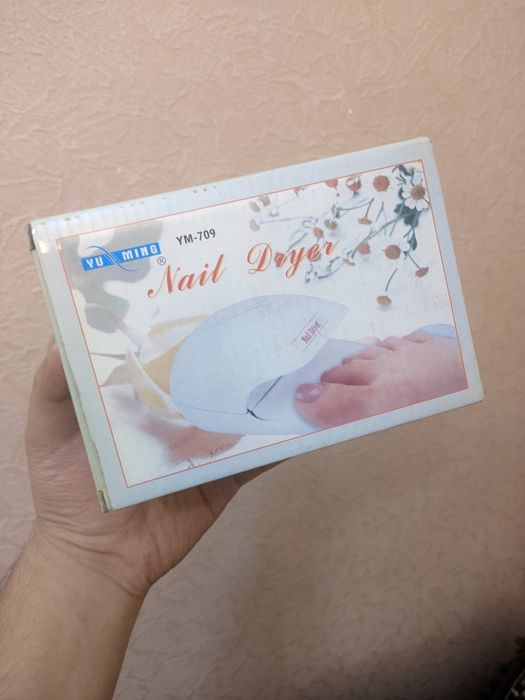 YU MING ®
YM-709
Nail Dryer
Nail Dryer